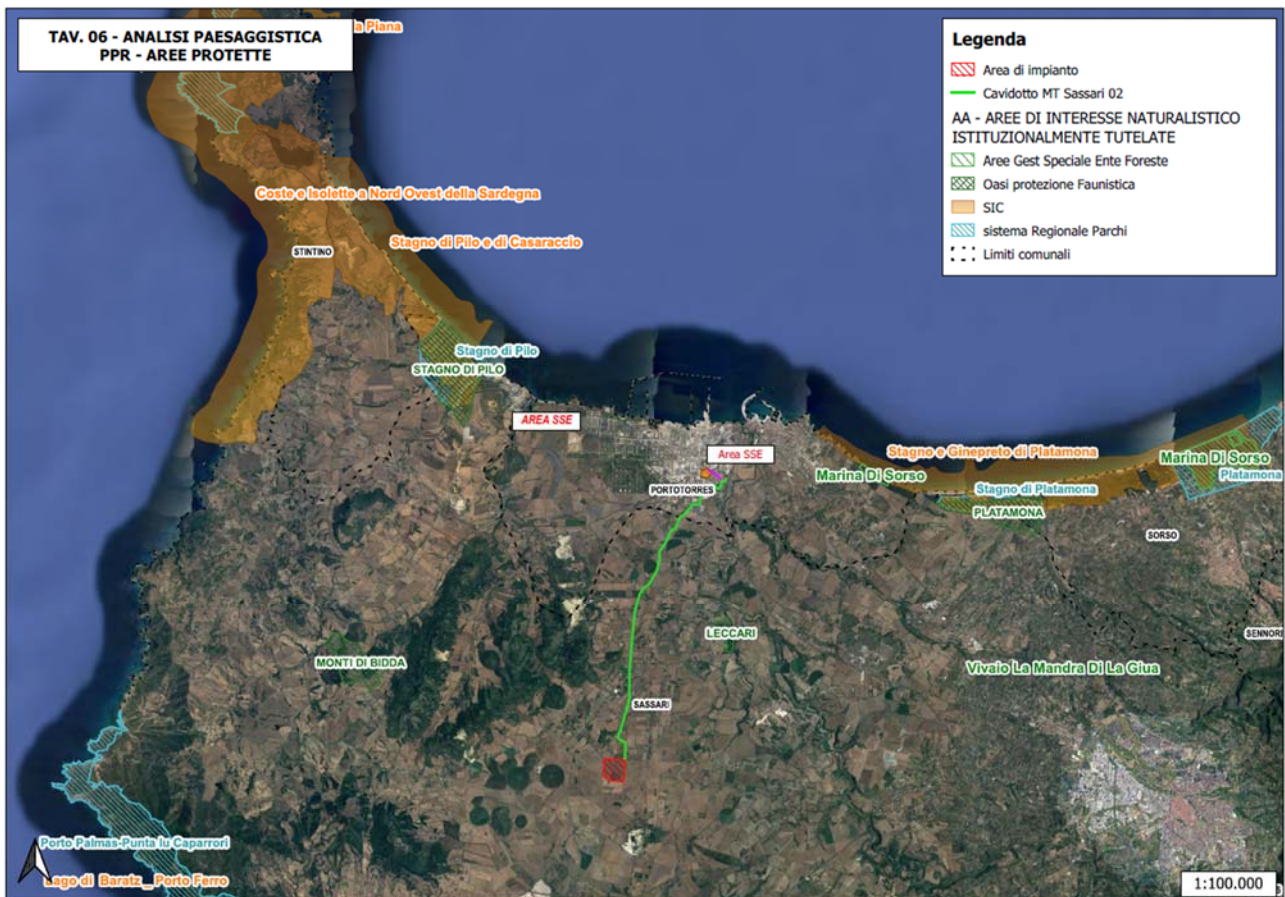 TAV. 06 - ANALISI PAESAGGISTICA
PPR - AREE PROTETTE
a Piana
Legenda
Area di impianto
Cavidotto MT Sassari 02
AA - AREE DI INTERESSE NATURALISTICO
ISTITUZIONALMENTE TUTELATE
Aree Gest Speciale Ente Foreste
Oasi protezione Faunistica
SIC
sistema Regionale Parchi
Limiti comunali
Coste e Isolette a Nord Ovest della Sardegna
Stagno di Pilo e di Casaraccio
STINTINO
Stagno di Pilo
STAGNO DI PILO
AREA SSE
Area SSE
Stagno e Ginepreto di Platamona
Marina Di Sorso
Marina Di Sorso
Platamona
PORTOTORRES
Stagno di Platamona
PLATAMONA
SORSO
LECCARI
SENNORI
MONTI DI BIDDA
Vivaio La Mandra Di La Giua
SASSARI
Porto Palmas-Punta lu Caparrori
Lago di Baratz _ Porto Ferro
1:100.000